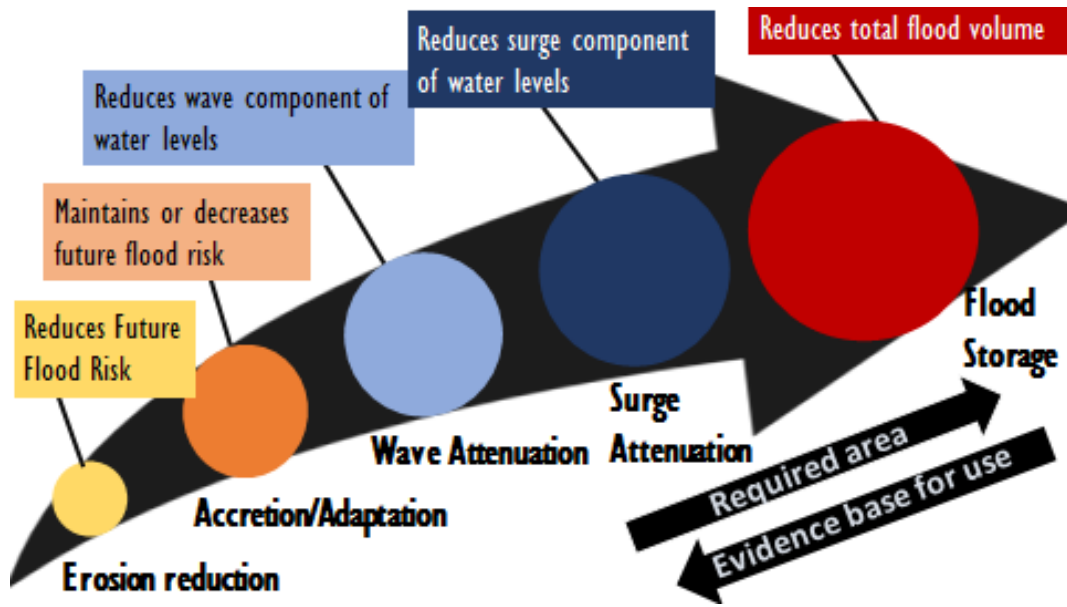 Reduces total flood volume
Reduces surge component
of water levels
Reduces wave component of
water levels
Maintains or decreases
future flood risk
Reduces Future
Flood Risk
Flood
Storage
Surge
Attenuation
Wave Attenuation
Accretion/Adaptation
Erosion reduction
Required area
Evidence base for use